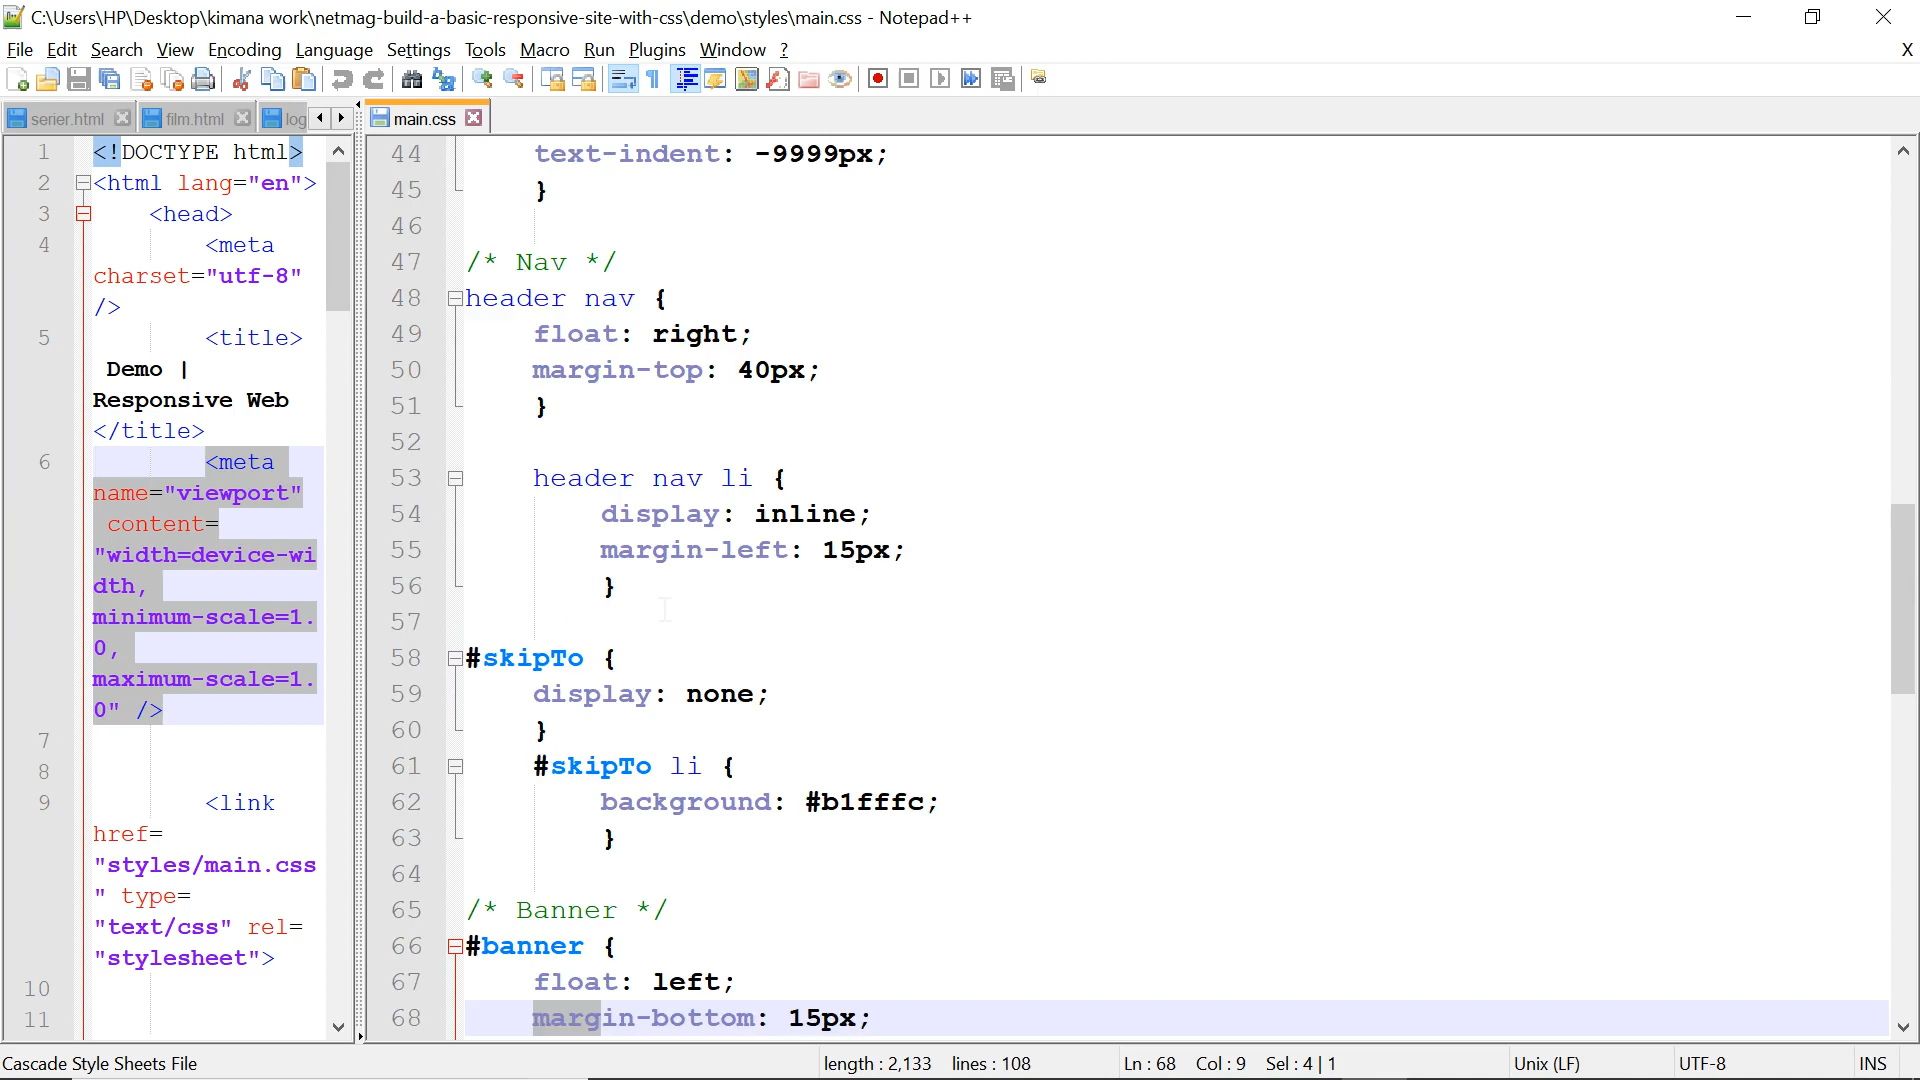 C:\Users\HP\Desktop\kimana work\netmag-build-a-basic-responsive-site-with-css\demo\styles\main.css - Notepad++
File Edit Search View Encoding Language Settings Tools Macro Run Plugins Window ? X
serier.html film.html log
1 <!DOCTYPE html>
2 <html lang="en">
3 <head>
4 <meta
charset="utf-8"
/>
5 <title>
Demo |
Responsive Web
</title>
6 <meta
name="viewport"
content=
"width=device-wi
dth,
minimum-scale=1.
0,
maximum-scale=1.
0" />
7
8
9 <link
href=
"styles/main.css
" type=
"text/css" rel=
"stylesheet">
10
11
main.css
44 text-indent: -9999px;
45 }
46
47 /* Nav */
48 header nav {
49 float: right;
50 margin-top: 40px;
51 }
52
53 header nav li {
54 display: inline;
55 margin-left: 15px;
56 }
57
58 #skipTo {
59 display: none;
60 }
61 #skipTo li {
62 background: #b1fffc;
63 }
64
65 /* Banner */
66 #banner {
67 float: left;
68 margin-bottom: 15px;
Cascade Style Sheets File length : 2,133 lines : 108 Ln : 68 Col : 9 Sel : 4 | 1 Unix (LF) UTF-8 INS